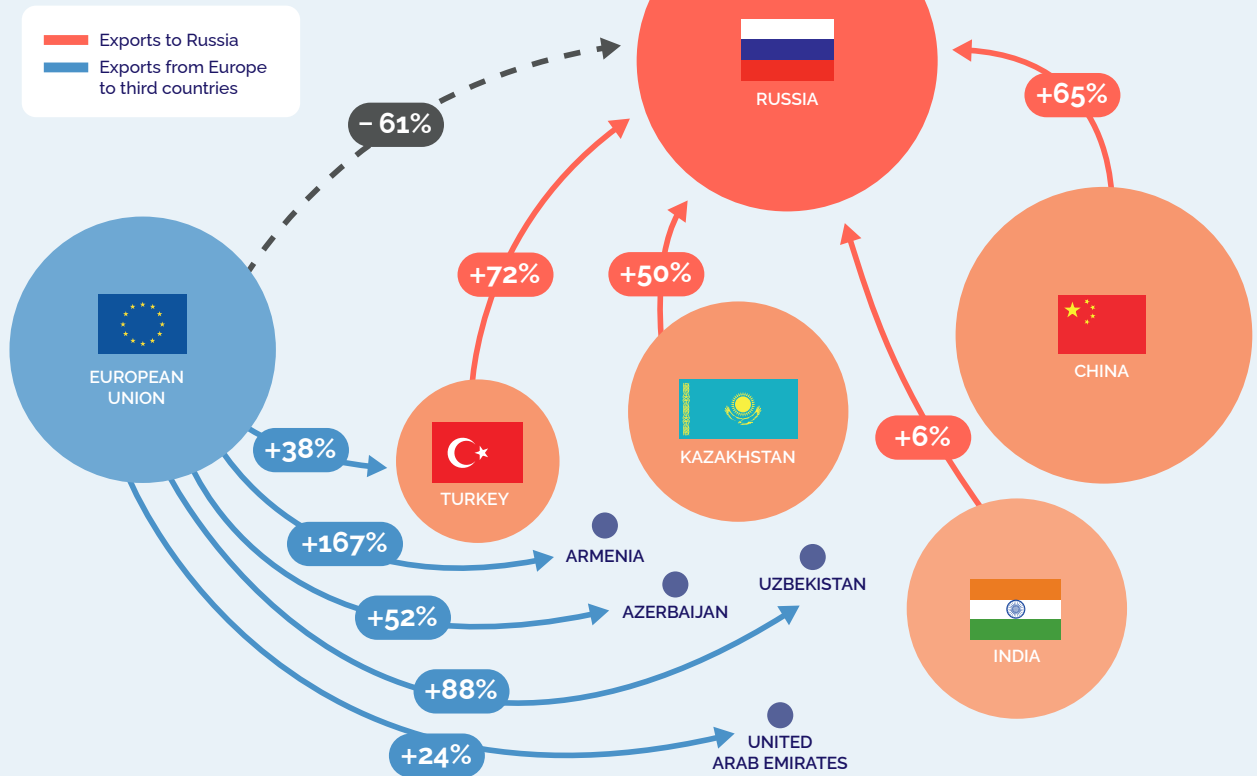 Exports to Russia
Exports from Europe
to third countries
RUSSIA
+65%
– 61%
+72%
+50%
EUROPEAN
UNION
CHINA
+38%
+6%
KAZAKHSTAN
TURKEY
+167%
ARMENIA
UZBEKISTAN
AZERBAIJAN
+52%
INDIA
+88%
+24%
UNITED
ARAB EMIRATES